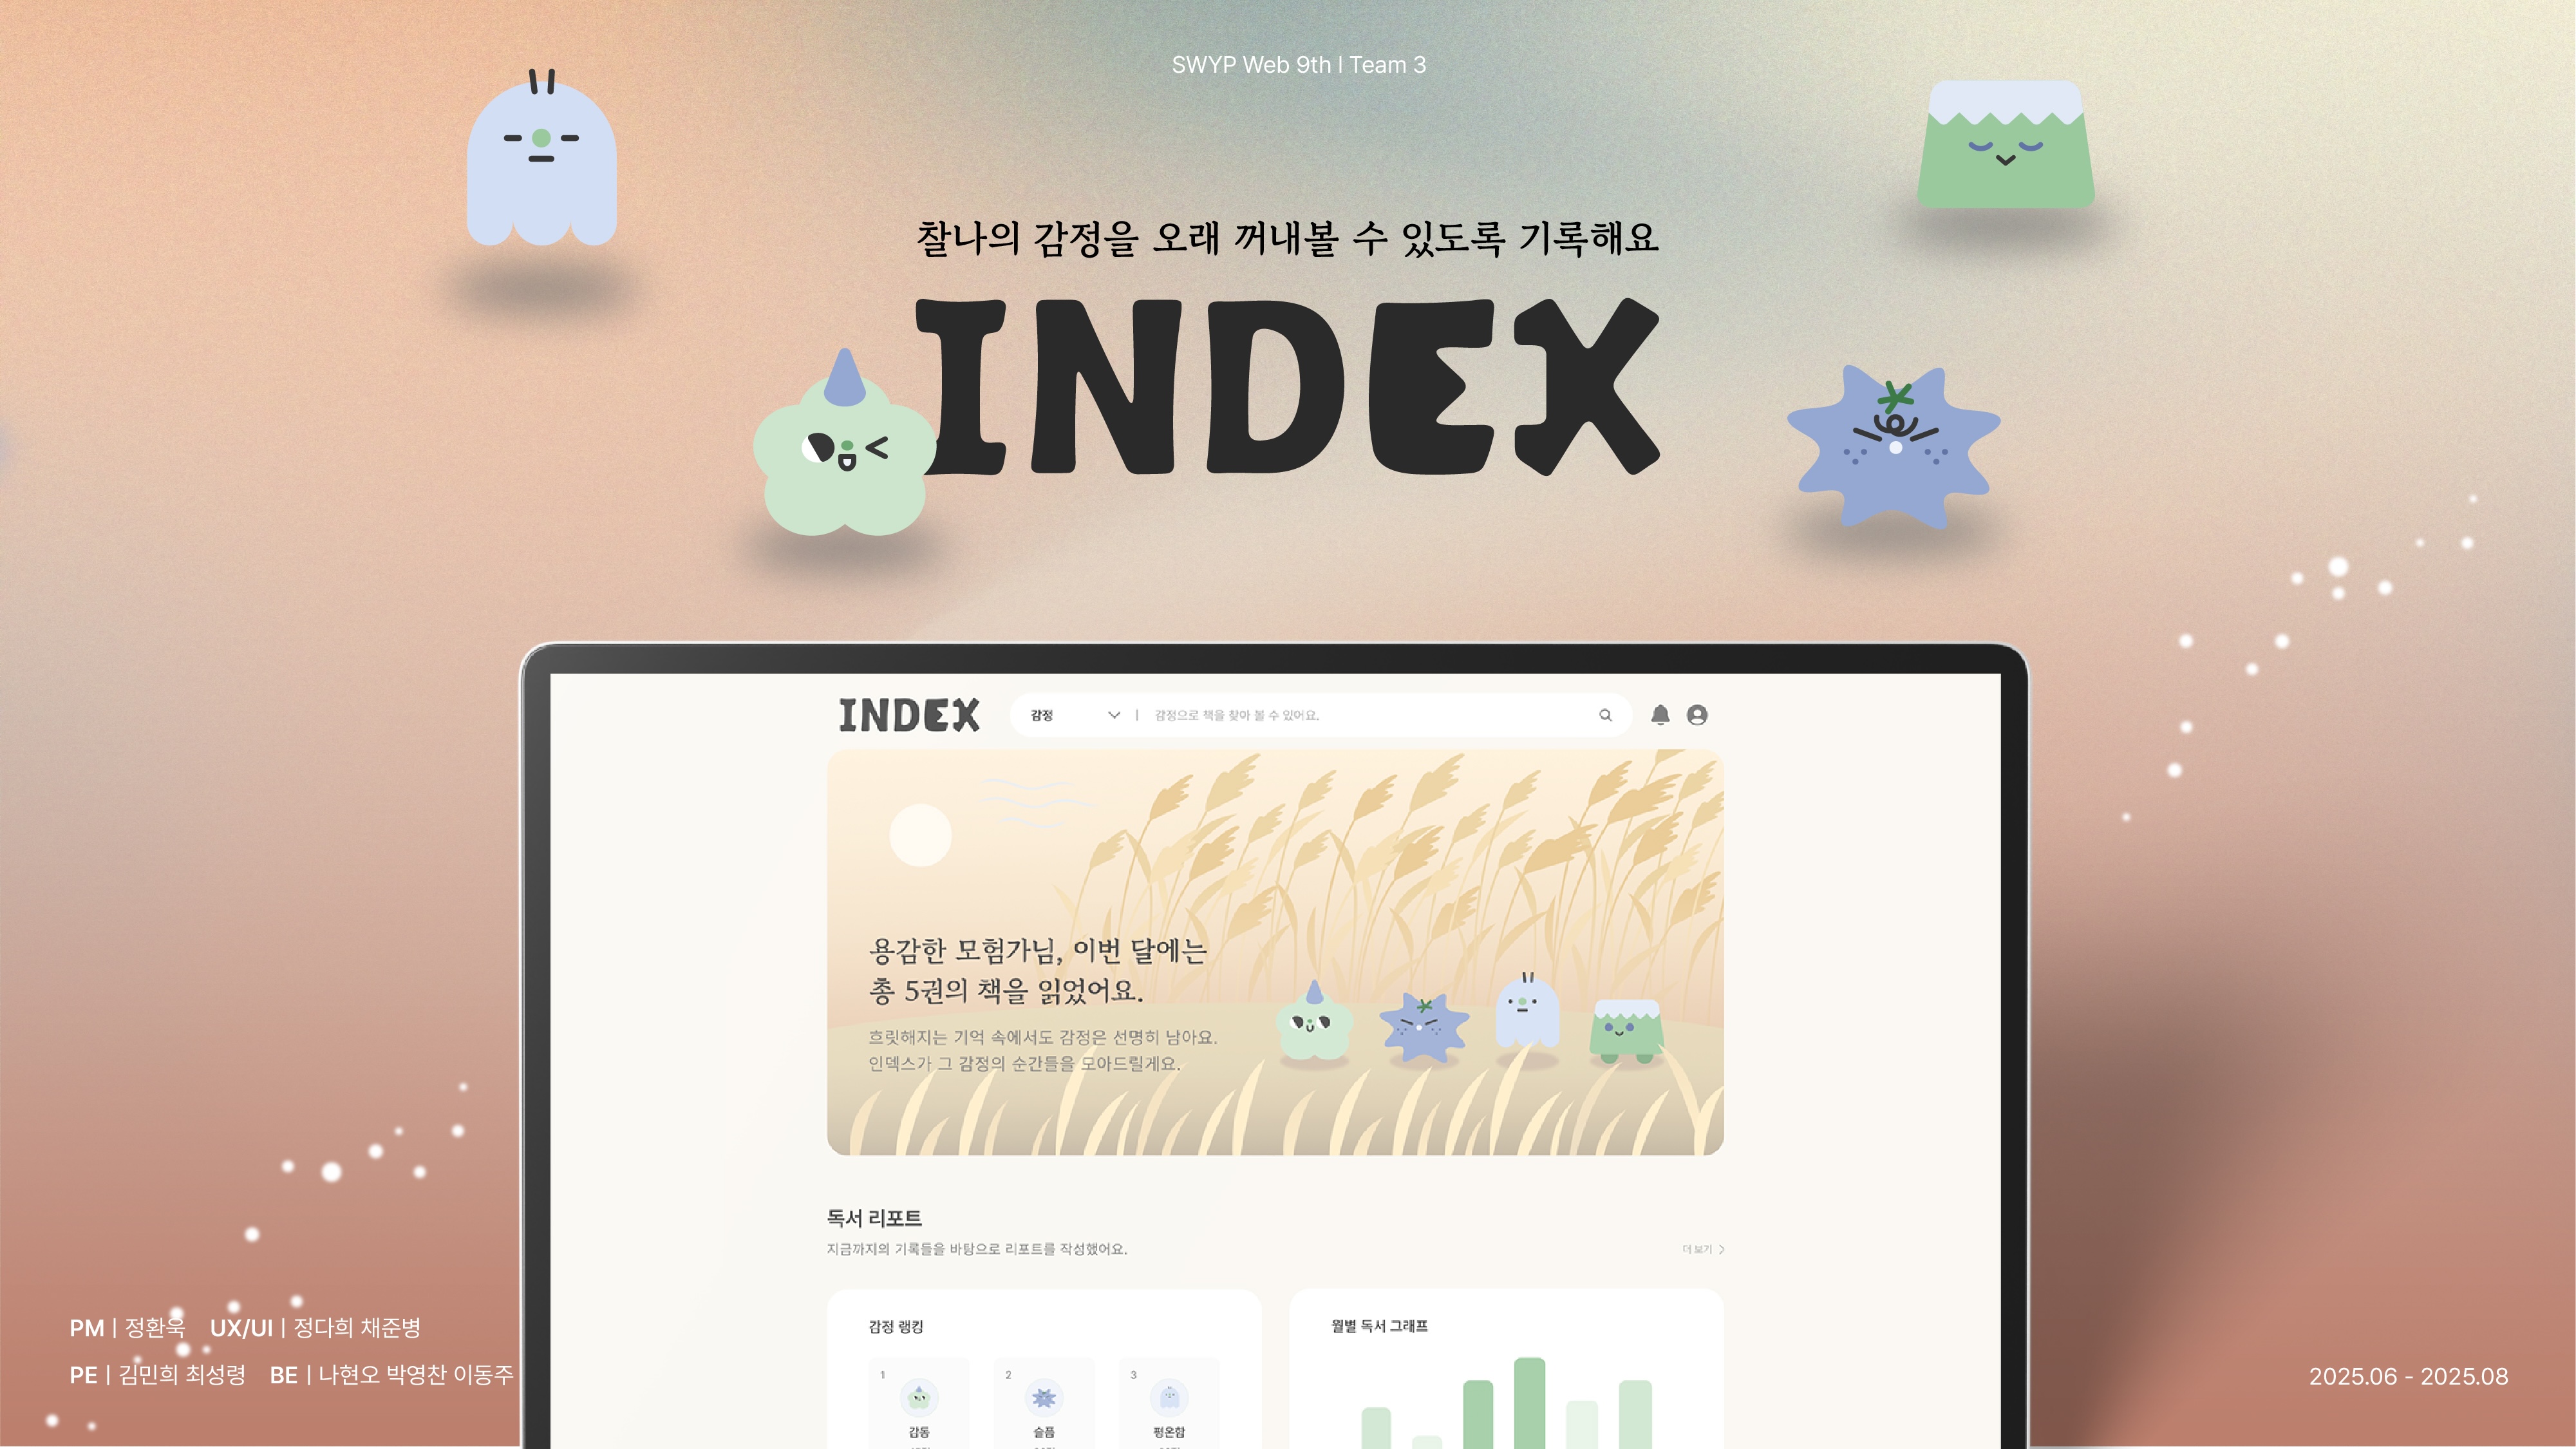 SWYP Web 9th | Team 3
찰나의 감정을 오래 꺼내볼 수 있도록 기록해요
INDEX
INDEX
감정 | 감정으로 책을 찾아 볼 수 있어요.
용감한 모험가님, 이번 달에는
총 5권의 책을 읽었어요.
흐릿해지는 기억 속에서도 감정은 선명히 남아요.
인덱스가 그 감정의 순간들을 모아드릴게요.
독서 리포트
지금까지의 기록들을 바탕으로 리포트를 작성했어요.
더 보기
감정 랭킹
1 2 3
감동 슬픔 평온함
월별 독서 그래프
PM | 정환욱 UX/UI | 정다희 채준병
PE | 김민희 최성령 BE | 나현오 박영찬 이동주
2025.06 - 2025.08